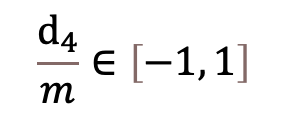 d₄/m ∈ [−1, 1]